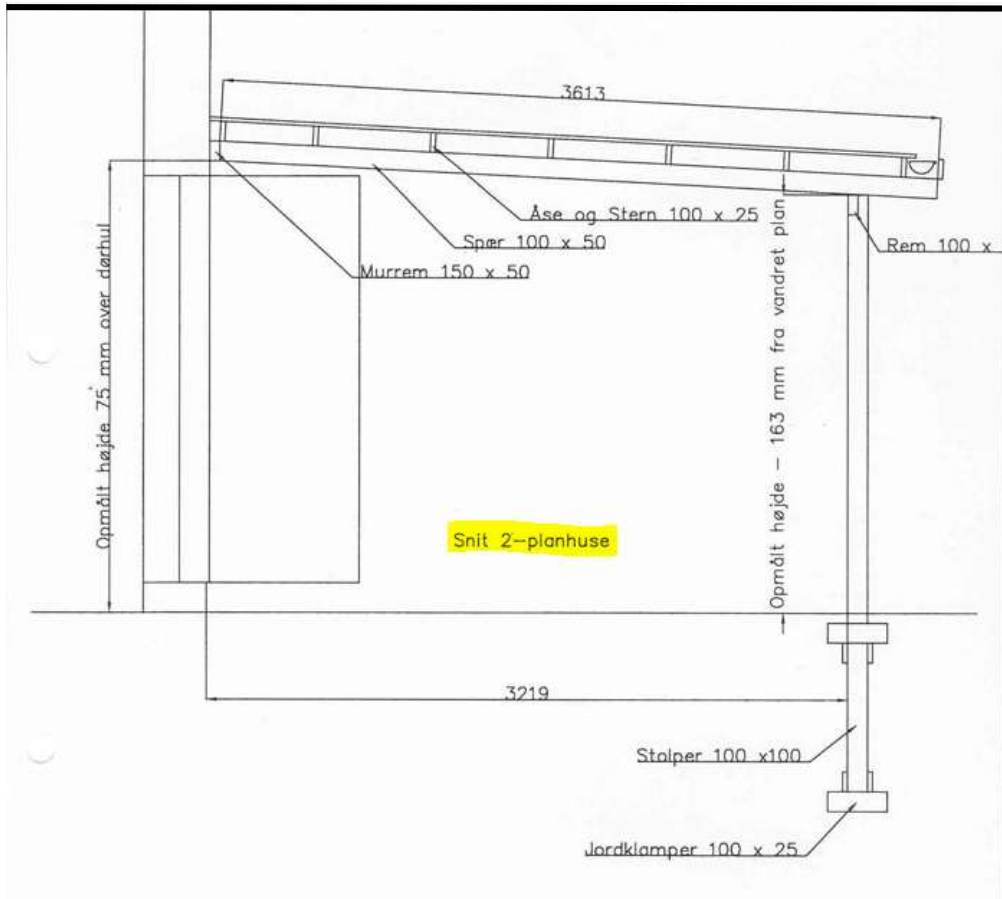 3613
Åse og Stern 100 x 25
Spær 100 x 50
Rem 100 x
Murrem 150 x 50
Opmålt højde 75 mm over dørhul
Opmålt højde – 163 mm fra vandret plan
Snit 2-planhuse
3219
Stolper 100 x100
Jordklamper 100 x 25